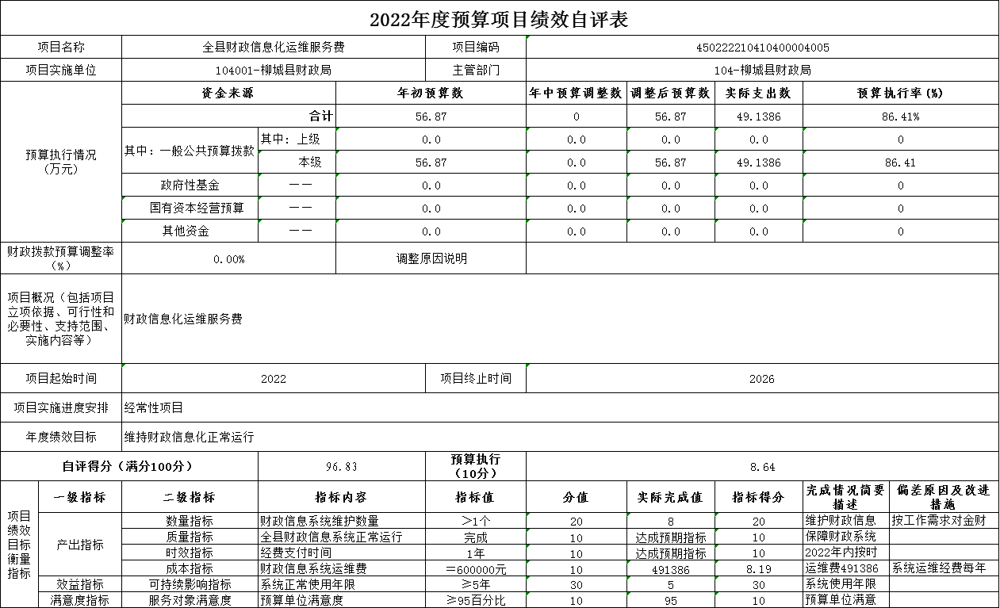 2022年度预算项目绩效自评表
项目名称 全县财政信息化运维服务费 项目编码 450222210410400004005
项目实施单位 104001-柳城县财政局 主管部门 104-柳城县财政局
预算执行情况
(万元)
资金来源 年初预算数 年中预算调整数 调整后预算数 实际支出数 预算执行率(%)
合计 56.87 0 56.87 49.1386 86.41%
其中：一般公共预算拨款 其中：上级 0.0 0.0 0.0 0.0 0
本级 56.87 0.0 56.87 49.1386 86.41
政府性基金 —— 0.0 0.0 0.0 0.0 0
国有资本经营预算 —— 0.0 0.0 0.0 0.0 0
其他资金 —— 0.0 0.0 0.0 0.0 0
财政拨款预算调整率
(%)
0.00% 调整原因说明
项目概况（包括项目
立项依据、可行性和
必要性、支持范围、
实施内容等）
财政信息化运维服务费
项目起始时间 2022 项目终止时间 2026
项目实施进度安排 经常性项目
年度绩效目标 维持财政信息化正常运行
自评得分（满分100分） 96.83 预算执行
（10分） 8.64
项目
绩效
目标
衡量
指标
一级指标 二级指标 指标内容 指标值 分值 实际完成值 指标得分 完成情况简要
描述 偏差原因及改进
措施
产出指标 数量指标 财政信息系统维护数量 ＞1个 20 8 20 维护财政信息 按工作需求对金财
质量指标 全县财政信息系统正常运行 完成 10 达成预期指标 10 保障财政系统
时效指标 经费支付时间 1年 10 达成预期指标 10 2022年内按时
成本指标 财政信息系统运维费 ＝600000元 10 491386 8.19 运维费491386 系统运维经费每年
效益指标 可持续影响指标 系统正常使用年限 ≥5年 30 5 30 系统使用年限
满意度指标 服务对象满意度 预算单位满意度 ≥95百分比 10 95 10 预算单位满意